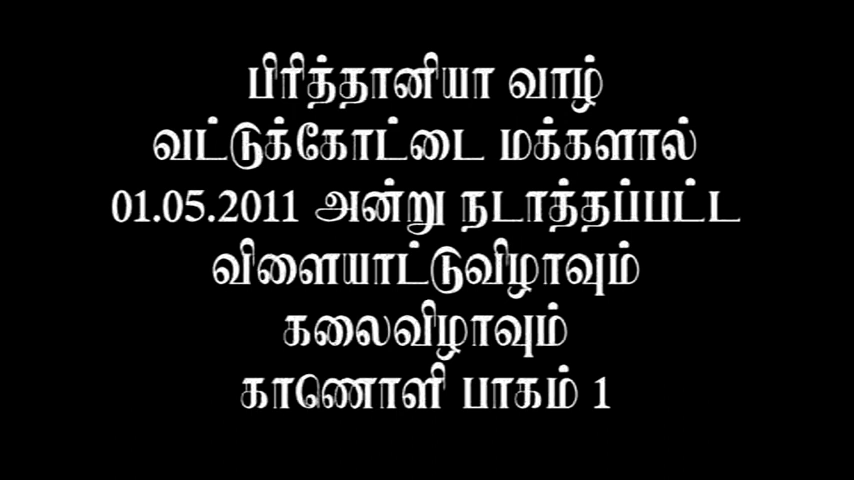 பிரித்தானியா வாழ்
வட்டுக்கோட்டை மக்களால்
01.05.2011 அன்று நடாத்தப்பட்ட
விளையாட்டுவிழாவும்
கலைவிழாவும்
காணொளி பாகம் 1